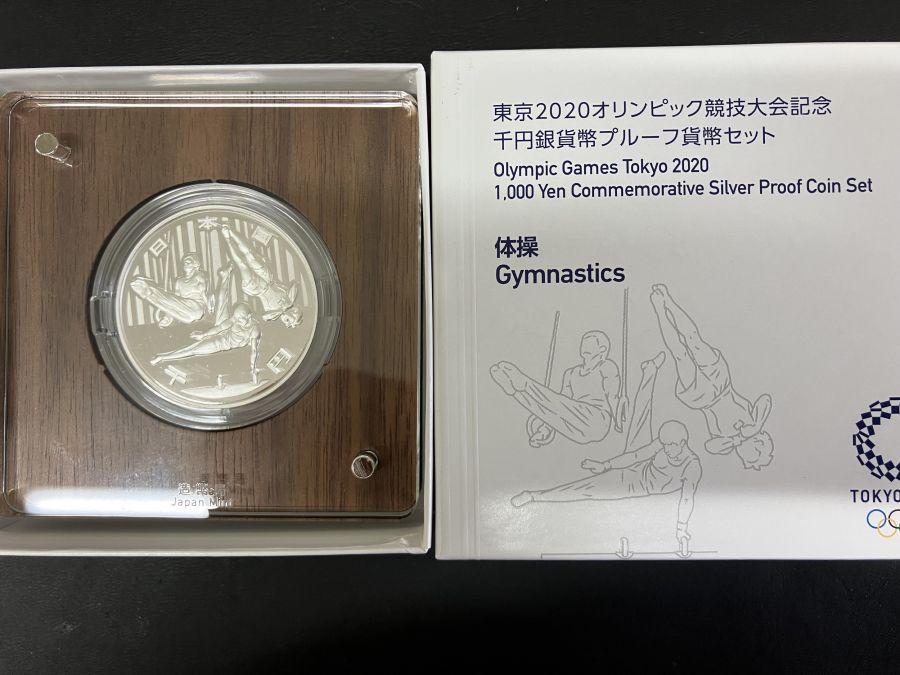 日本国
千円
造幣局
Japan Mint
東京2020オリンピック競技大会記念
千円銀貨幣プルーフ貨幣セット
Olympic Games Tokyo 2020
1,000 Yen Commemorative Silver Proof Coin Set
体操
Gymnastics
TOKYO